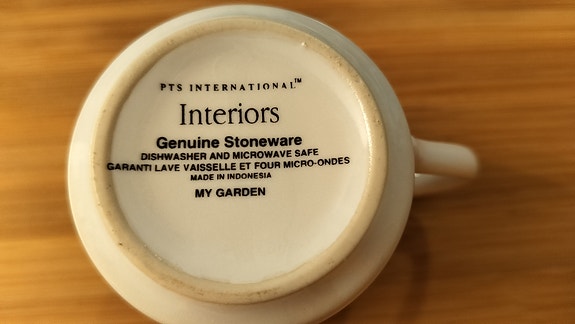 PTS INTERNATIONAL™
Interiors
Genuine Stoneware
DISHWASHER AND MICROWAVE SAFE
GARANTI LAVE VAISSELLE ET FOUR MICRO-ONDES
MADE IN INDONESIA
MY GARDEN